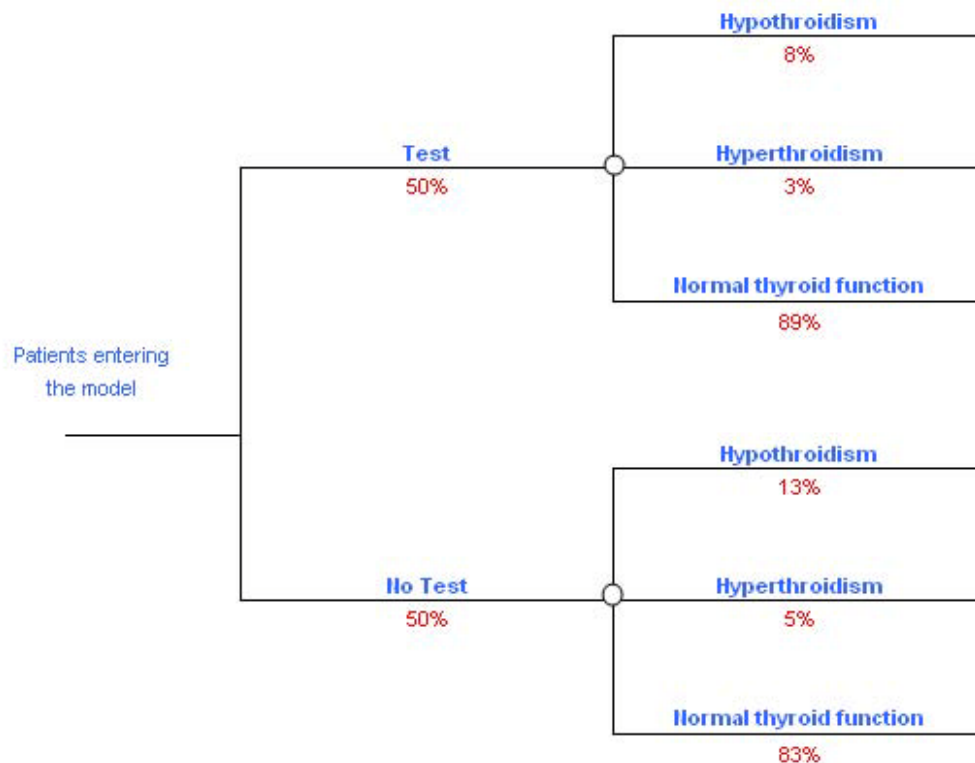 Hypothroidism
8%
Test
50%
Hyperthroidism
3%
Normal thyroid function
89%
Patients entering
the model
Hypothroidism
13%
No Test
50%
Hyperthroidism
5%
Normal thyroid function
83%